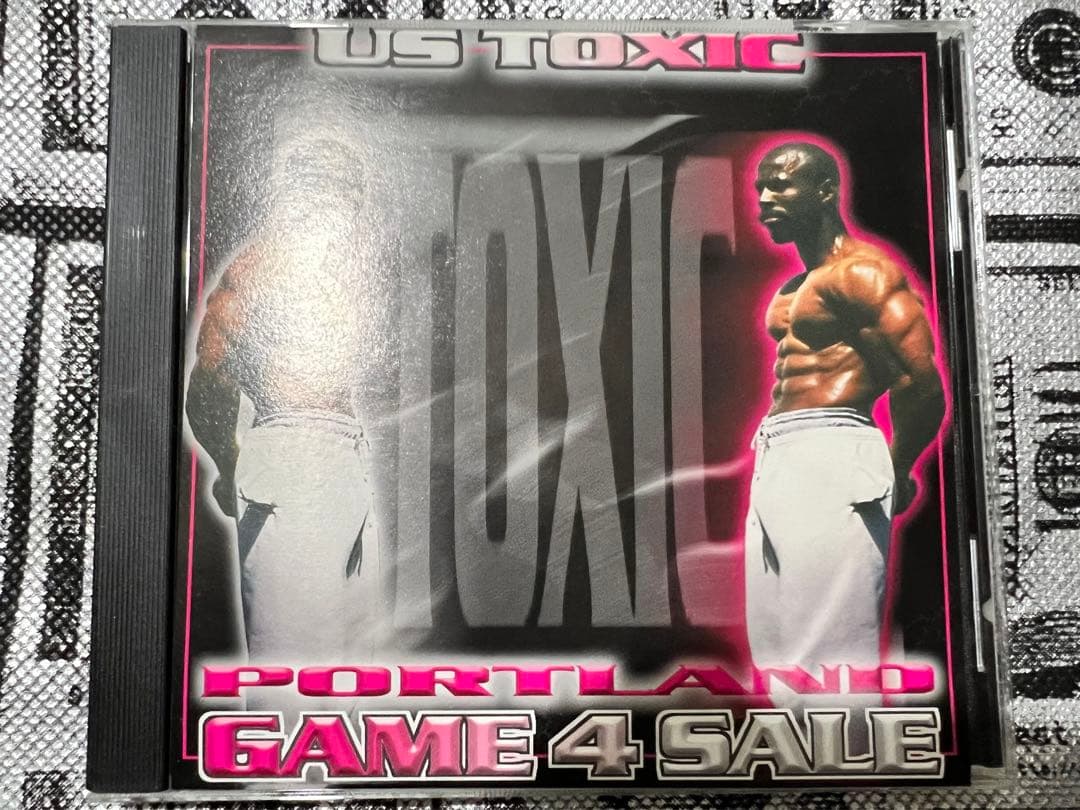 US TOXIC
TOXIC
PORTLAND
GAME 4 SALE